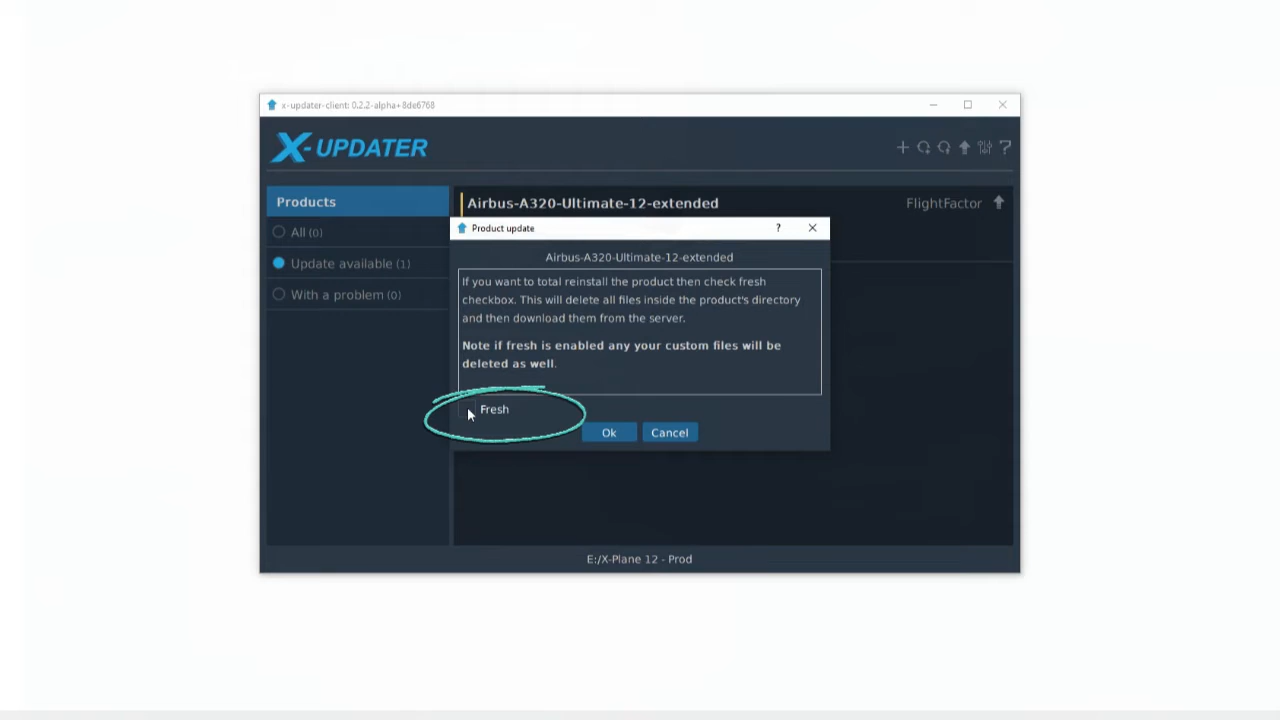 x-updater-client: 0.2.2-alpha+8de6768
X-UPDATER
Products
All (0)
Update available (1)
With a problem (0)
Airbus-A320-Ultimate-12-extended
FlightFactor
Product update
?
Airbus-A320-Ultimate-12-extended
If you want to total reinstall the product then check fresh
checkbox. This will delete all files inside the product's directory
and then download them from the server.
Note if fresh is enabled any your custom files will be
deleted as well.
Fresh
Ok
Cancel
E:/X-Plane 12 - Prod